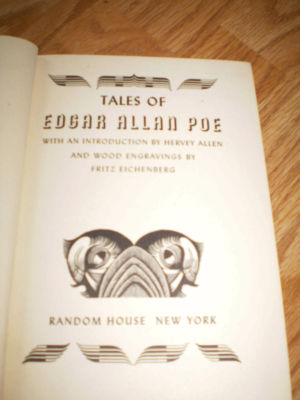 TALES OF
EDGAR ALLAN POE
WITH AN INTRODUCTION BY HERVEY ALLEN
AND WOOD ENGRAVINGS BY
FRITZ EICHENBERG
RANDOM HOUSE NEW YORK